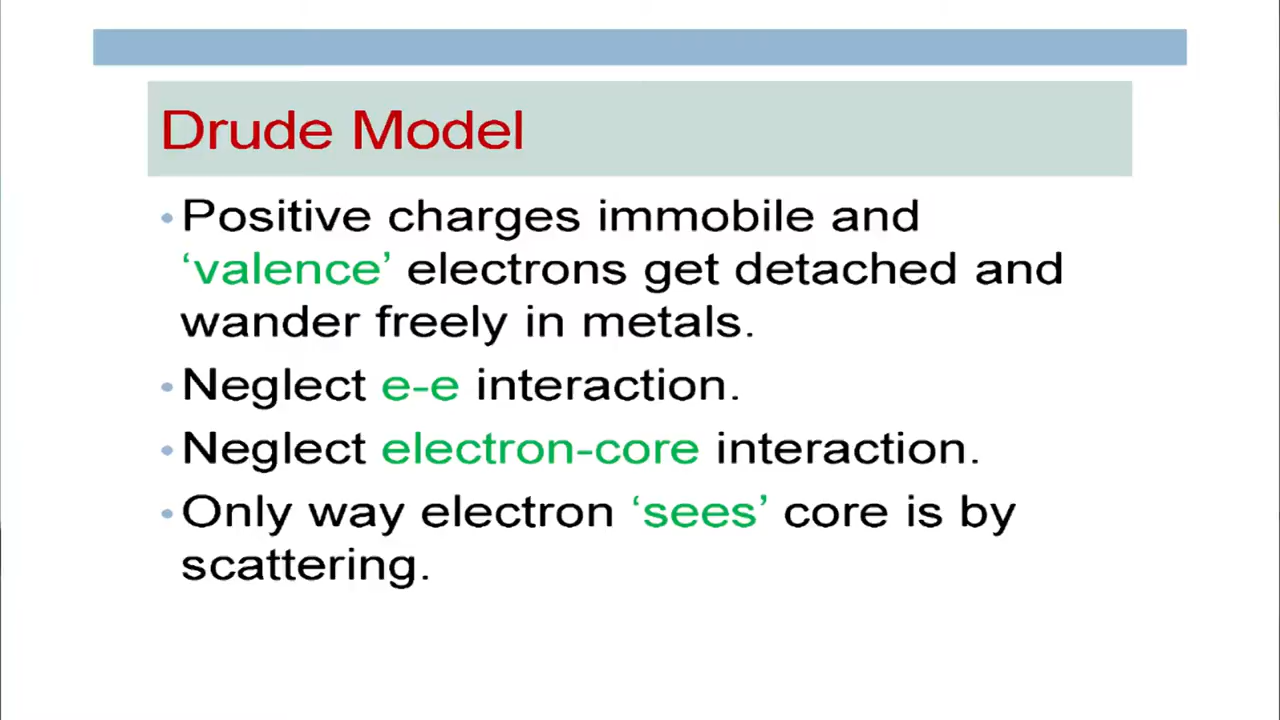 Drude Model
• Positive charges immobile and
‘valence’ electrons get detached and
wander freely in metals.
• Neglect e-e interaction.
• Neglect electron-core interaction.
• Only way electron ‘sees’ core is by
scattering.